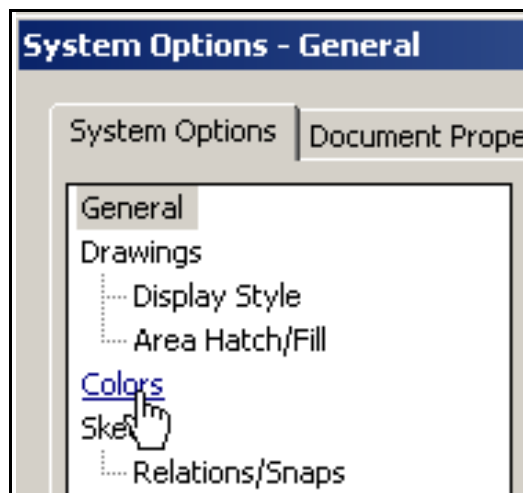 System Options - General
System Options Document Prope
General
Drawings
Display Style
Area Hatch/Fill
Colors
Ske
Relations/Snaps